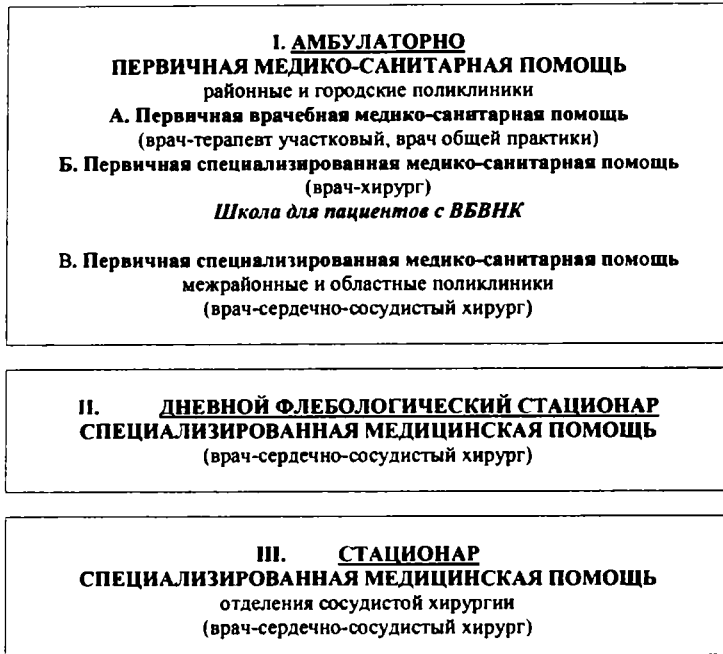 I. АМБУЛАТОРНО
ПЕРВИЧНАЯ МЕДИКО-САНИТАРНАЯ ПОМОЩЬ
районные и городские поликлиники
А. Первичная врачебная медико-санитарная помощь
(врач-терапевт участковый, врач общей практики)
Б. Первичная специализированная медико-санитарная помощь
(врач-хирург)
Школа для пациентов с ВБВНК
В. Первичная специализированная медико-санитарная помощь
межрайонные и областные поликлиники
(врач-сердечно-сосудистый хирург)
II. ДНЕВНОЙ ФЛЕБОЛОГИЧЕСКИЙ СТАЦИОНАР
СПЕЦИАЛИЗИРОВАННАЯ МЕДИЦИНСКАЯ ПОМОЩЬ
(врач-сердечно-сосудистый хирург)
III. СТАЦИОНАР
СПЕЦИАЛИЗИРОВАННАЯ МЕДИЦИНСКАЯ ПОМОЩЬ
отделения сосудистой хирургии
(врач-сердечно-сосудистый хирург)